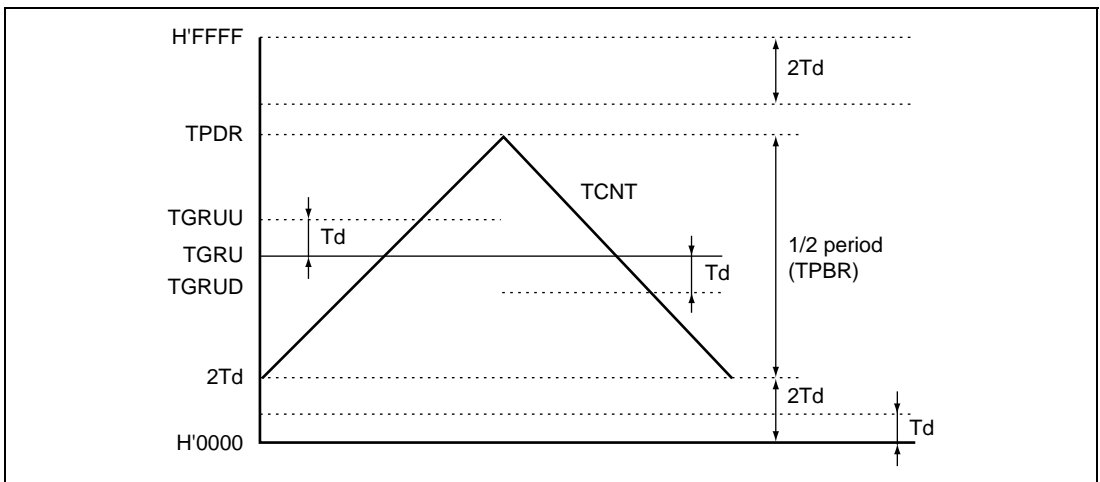 H'FFFF
2Td
TPDR
TCNT
TGRUU
Td
TGRU
1/2 period
(TPBR)
Td
TGRUD
2Td
2Td
Td
H'0000